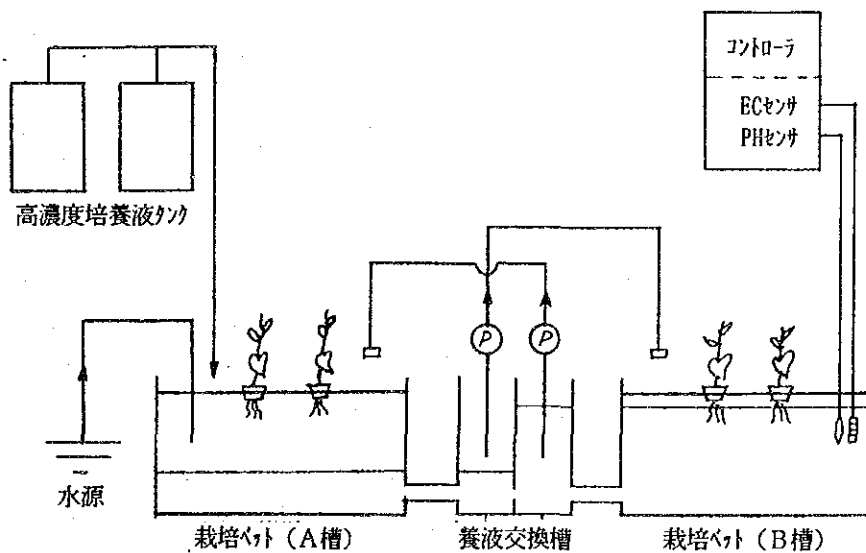 コントローラ
ECセンサ
PHセンサ
高濃度培養液タンク
P
P
水源
栽培ベット(A槽)
養液交換槽
栽培ベット(B槽)